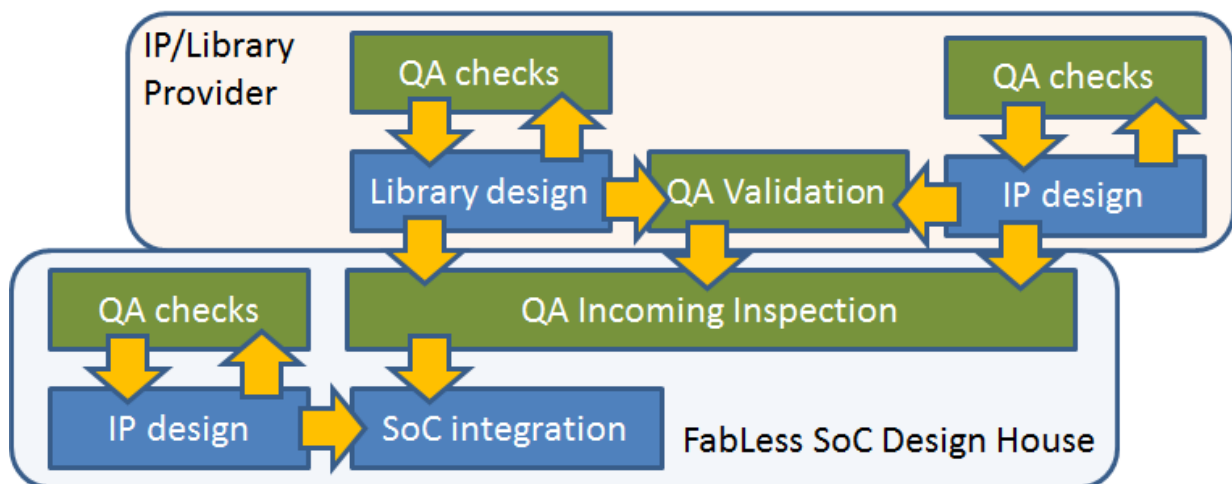 IP/Library
Provider
QA checks
QA checks
Library design
QA Validation
IP design
QA checks
QA Incoming Inspection
IP design
SoC integration
FabLess SoC Design House